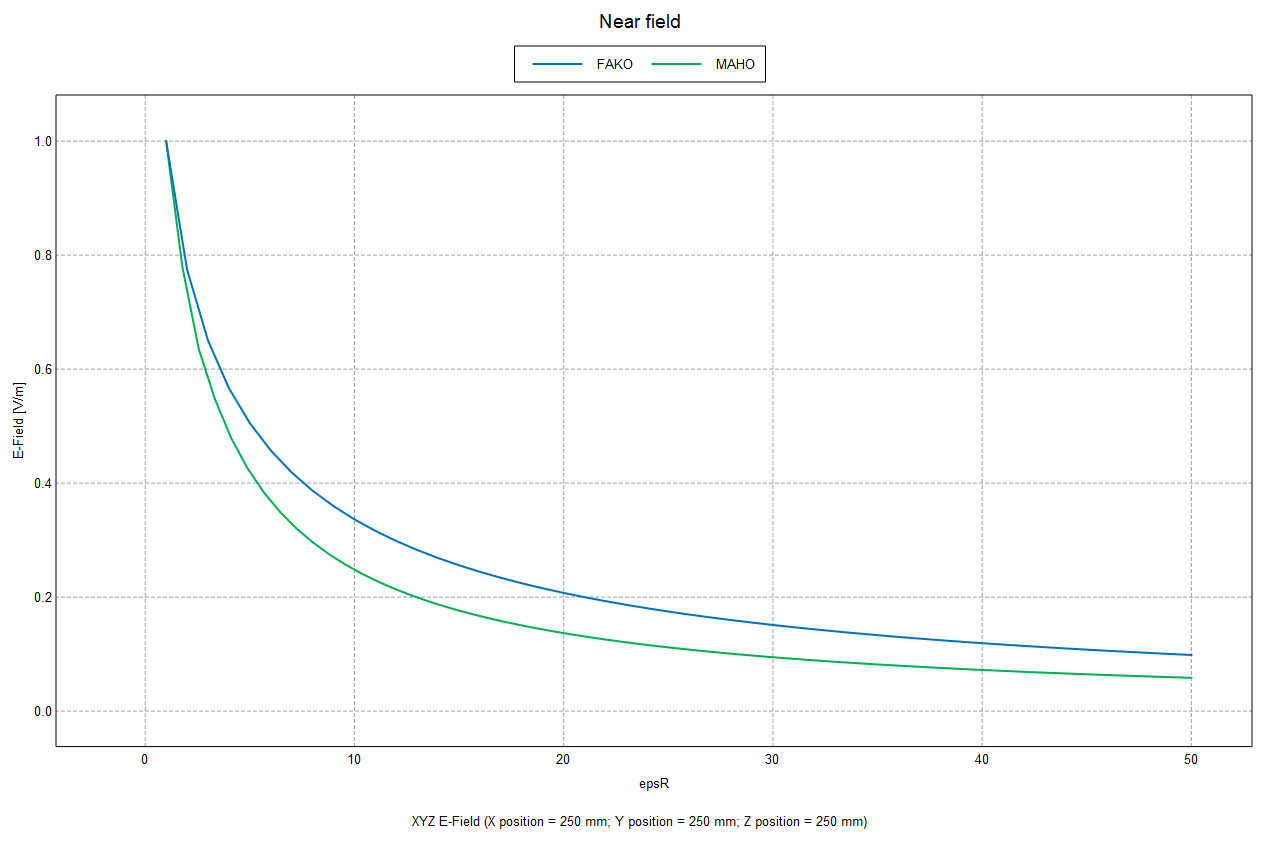 Near field
FAKO MAHO
1.0
0.8
0.6
0.4
0.2
0.0
E-Field [V/m]
0 10 20 30 40 50
epsR
XYZ E-Field (X position = 250 mm; Y position = 250 mm; Z position = 250 mm)